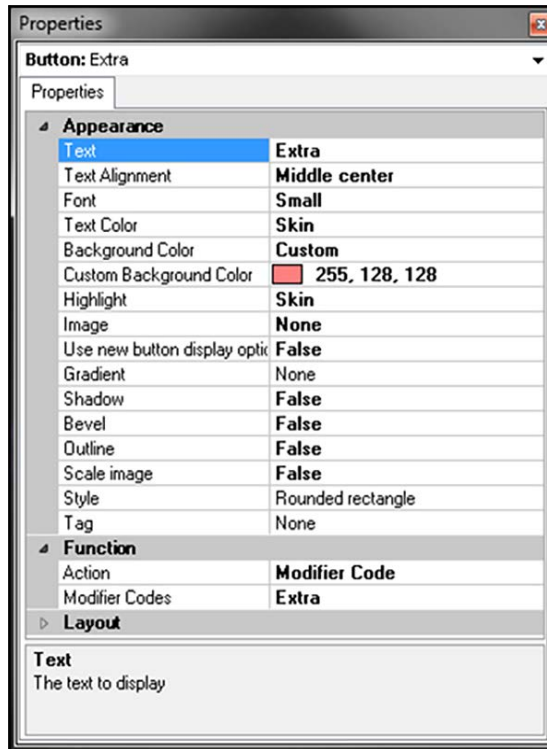 Properties
Button: Extra
Properties
Appearance
Text Extra
Text Alignment Middle center
Font Small
Text Color Skin
Background Color Custom
Custom Background Color 255, 128, 128
Highlight Skin
Image None
Use new button display optic False
Gradient None
Shadow False
Bevel False
Outline False
Scale image False
Style Rounded rectangle
Tag None
Function
Action Modifier Code
Modifier Codes Extra
Layout
Text
The text to display